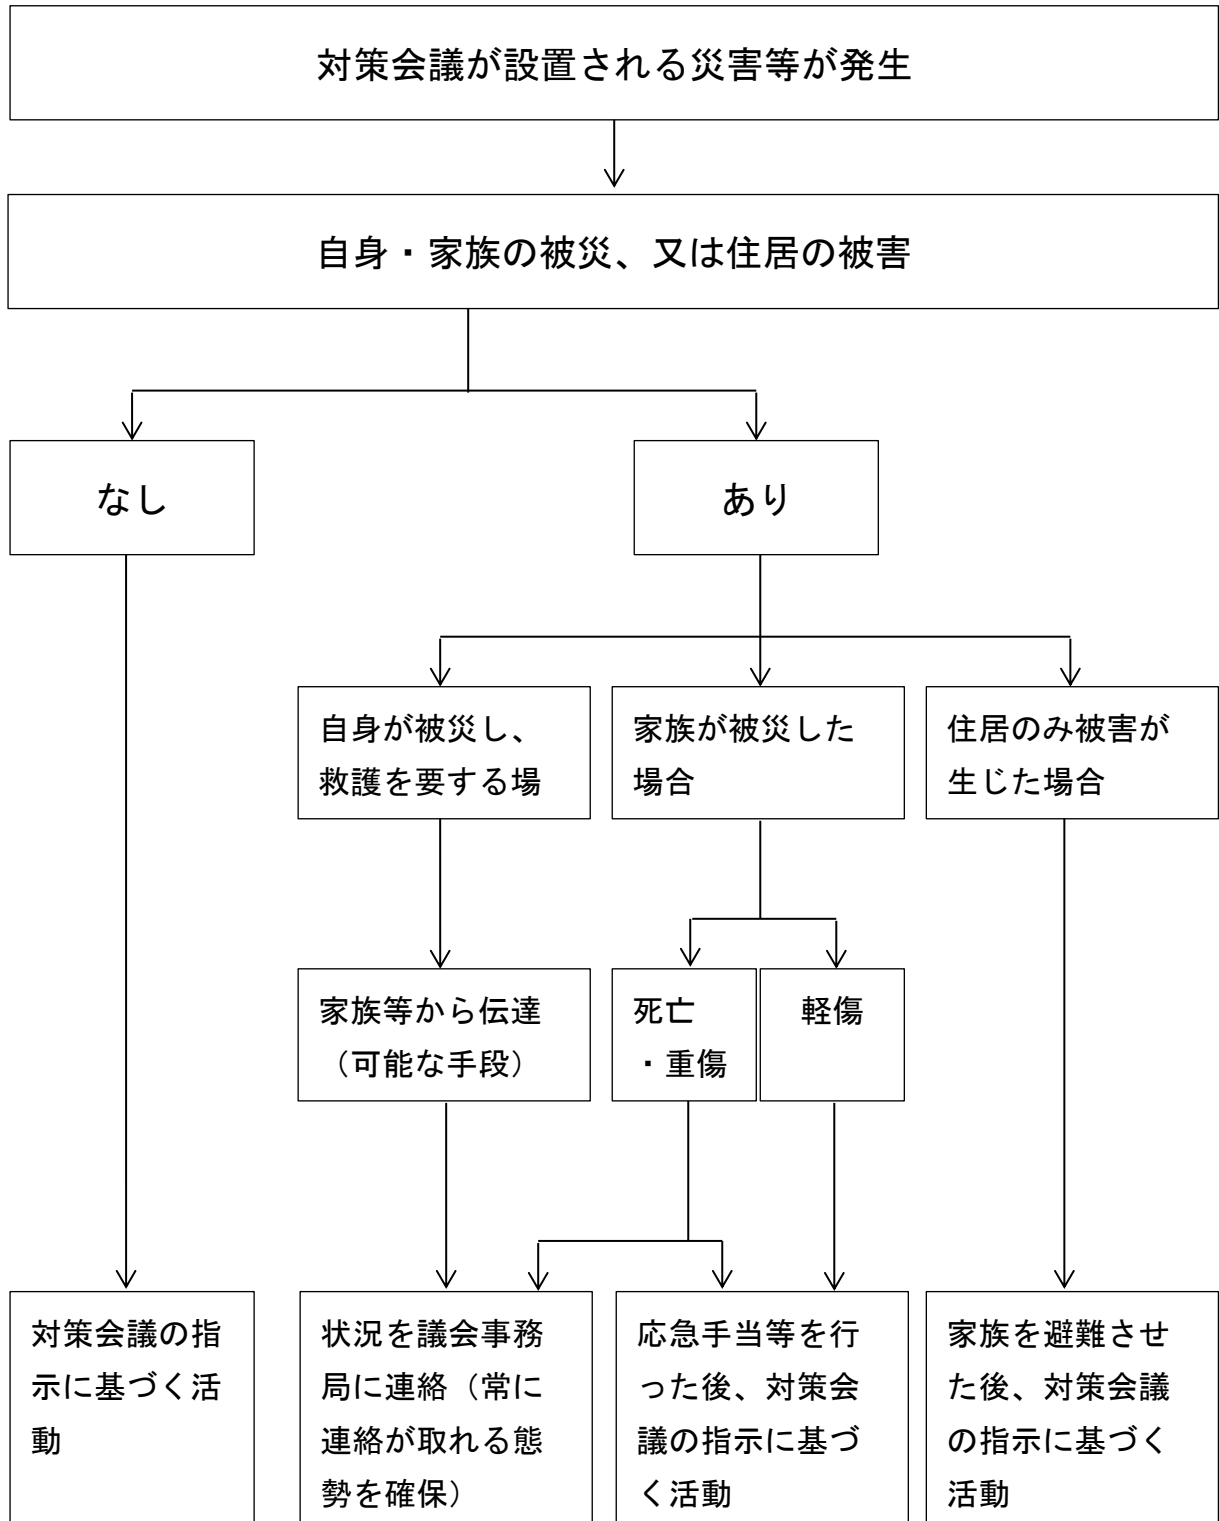 対策会議が設置される災害等が発生
自身・家族の被災、又は住居の被害
なし
あり
自身が被災し、
救護を要する場
家族が被災した
場合
住居のみ被害が
生じた場合
家族等から伝達
（可能な手段）
死亡
・重傷
軽傷
対策会議の指
示に基づく活
動
状況を議会事務
局に連絡（常に
連絡が取れる態
勢を確保）
応急手当等を行
った後、対策会
議の指示に基づ
く活動
家族を避難させ
た後、対策会議
の指示に基づく
活動